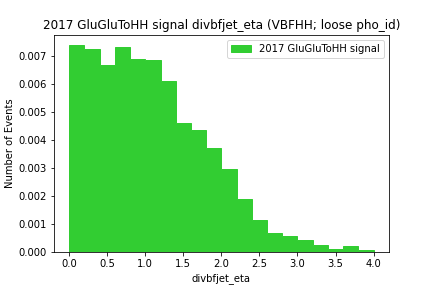 2017 GluGluToHH signal divbfjet_eta (VBFHH; loose pho_id)
2017 GluGluToHH signal
Number of Events
0.007
0.006
0.005
0.004
0.003
0.002
0.001
0.000
0.0 0.5 1.0 1.5 2.0 2.5 3.0 3.5 4.0
divbfjet_eta